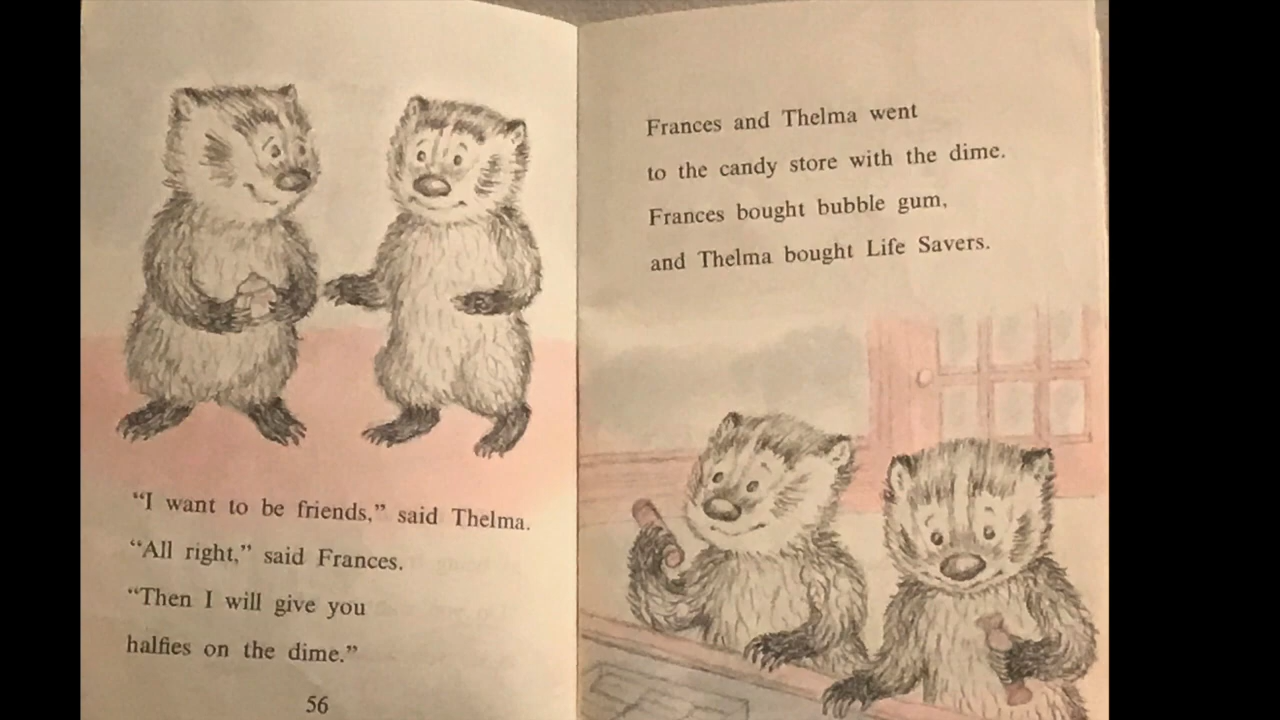 “I want to be friends,” said Thelma.
“All right,” said Frances.
“Then I will give you
halfies on the dime.”
56
Frances and Thelma went
to the candy store with the dime.
Frances bought bubble gum,
and Thelma bought Life Savers.